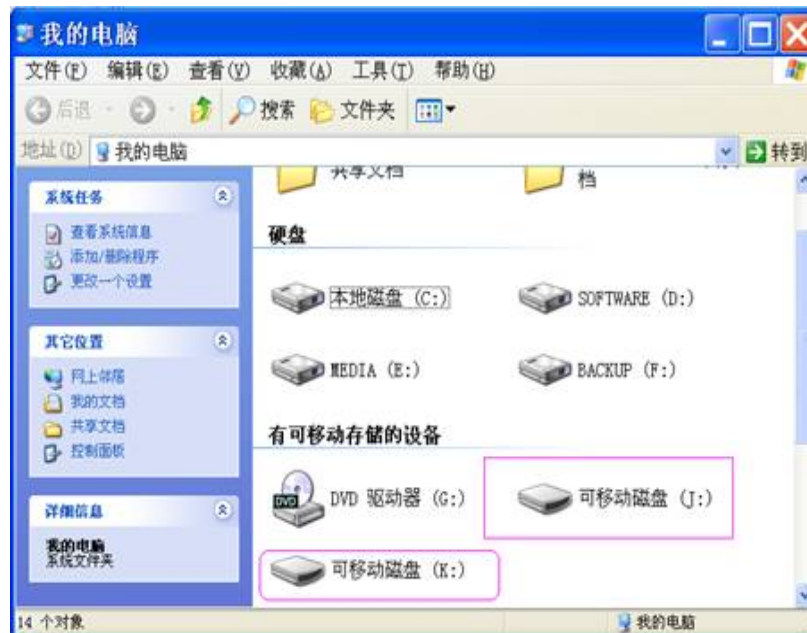 我的电脑
文件(F) 编辑(E) 查看(V) 收藏(A) 工具(T) 帮助(H)
后退 搜索 文件夹
地址(D) 我的电脑 转到
共享文档 档
系统任务
查看系统信息
添加/删除程序
更改一个设置
其它位置
网上邻居
我的文档
共享文档
控制面板
详细信息
我的电脑
系统文件夹
硬盘
本地磁盘 (C:) SOFTWARE (D:)
MEDIA (E:) BACKUP (F:)
有可移动存储的设备
DVD 驱动器 (G:) 可移动磁盘 (J:)
可移动磁盘 (K:)
14 个对象 我的电脑